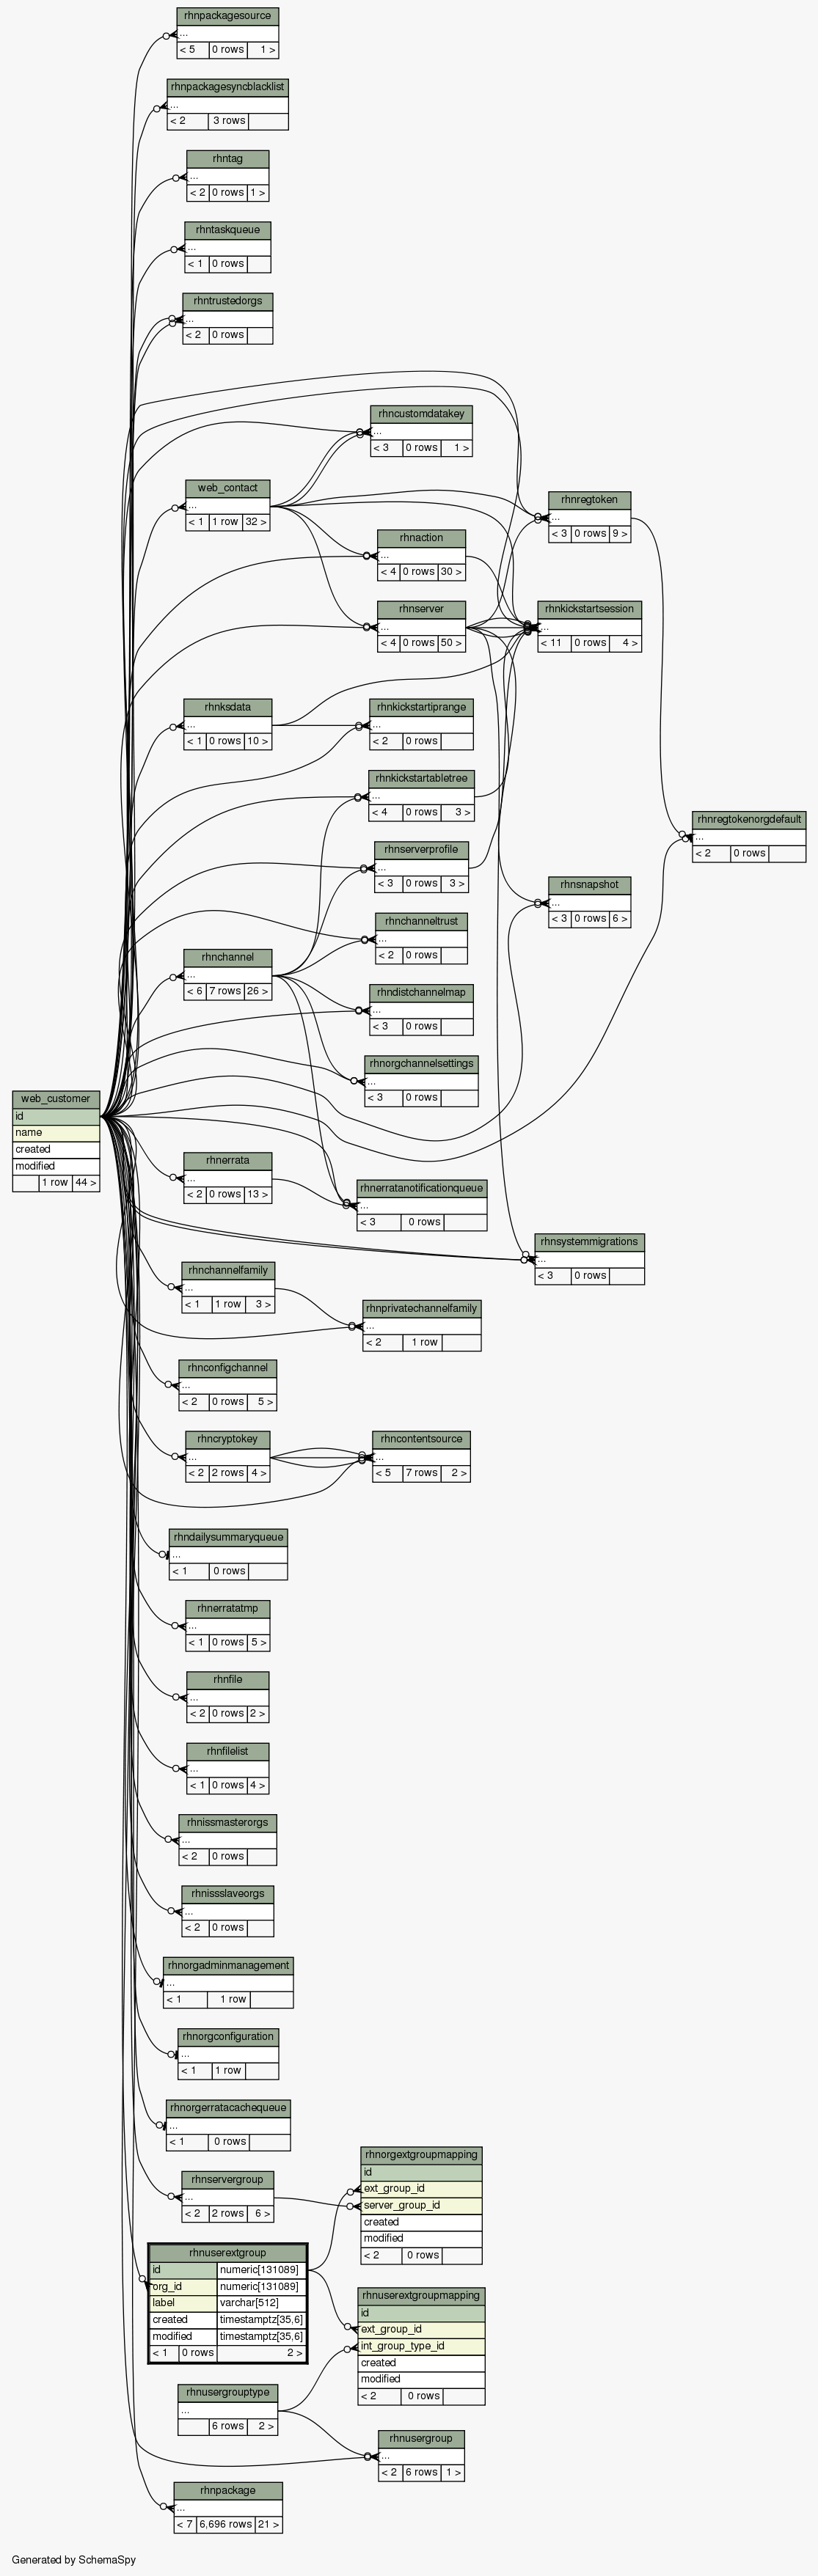 rhnpackagesource
...
< 5 0 rows 1 >
rhnpackagesyncblacklist
...
< 2 3 rows
rhntag
...
< 2 0 rows 1 >
rhntaskqueue
...
< 1 0 rows
rhntrustedorgs
...
< 2 0 rows
rhncustomdatakey
...
< 3 0 rows 1 >
web_contact
...
< 1 1 row 32 >
rhnregtoken
...
< 3 0 rows 9 >
rhnaction
...
< 4 0 rows 30 >
rhnserver
...
< 4 0 rows 50 >
rhnkickstartsession
...
< 11 0 rows 4 >
rhnksdata
...
< 1 0 rows 10 >
rhnkickstartiprange
...
< 2 0 rows
rhnkickstartabletree
...
< 4 0 rows 3 >
rhnregtokenorgdefault
...
< 2 0 rows
rhnserverprofile
...
< 3 0 rows 3 >
rhnsnapshot
...
< 3 0 rows 6 >
rhnchanneltrust
...
< 2 0 rows
rhnchannel
...
< 6 7 rows 26 >
rhndistchannelmap
...
< 3 0 rows
rhnorgchannelsettings
...
< 3 0 rows
web_customer
id
name
created
modified
1 row 44 >
rhnerrata
...
< 2 0 rows 13 >
rhnerratanotificationqueue
...
< 3 0 rows
rhnsystemmigrations
...
< 3 0 rows
rhnchannelfamily
...
< 1 1 row 3 >
rhnprivatechannelfamily
...
< 2 1 row
rhnconfigchannel
...
< 2 0 rows 5 >
rhncryptokey
...
< 2 2 rows 4 >
rhncontentsource
...
< 5 7 rows 2 >
rhndailysummaryqueue
...
< 1 0 rows
rhnerratatmp
...
< 1 0 rows 5 >
rhnfile
...
< 2 0 rows 2 >
rhnfilelist
...
< 1 0 rows 4 >
rhnissmasterorgs
...
< 2 0 rows
rhnissslaveorgs
...
< 2 0 rows
rhnorgadminmanagement
...
< 1 1 row
rhnorgconfiguration
...
< 1 1 row
rhnorgerratacachequeue
...
< 1 0 rows
rhnorgextgroupmapping
id
ext_group_id
server_group_id
created
modified
< 2 0 rows
rhnservergroup
...
< 2 2 rows 6 >
rhnuserextgroup
id numeric[131089]
org_id numeric[131089]
label varchar[512]
created timestamptz[35,6]
modified timestamptz[35,6]
< 1 0 rows 2 >
rhnuserextgroupmapping
id
ext_group_id
int_group_type_id
created
modified
< 2 0 rows
rhnusergrouptype
...
6 rows 2 >
rhnusergroup
...
< 2 6 rows 1 >
rhnpackage
...
< 7 6,696 rows 21 >
Generated by SchemaSpy